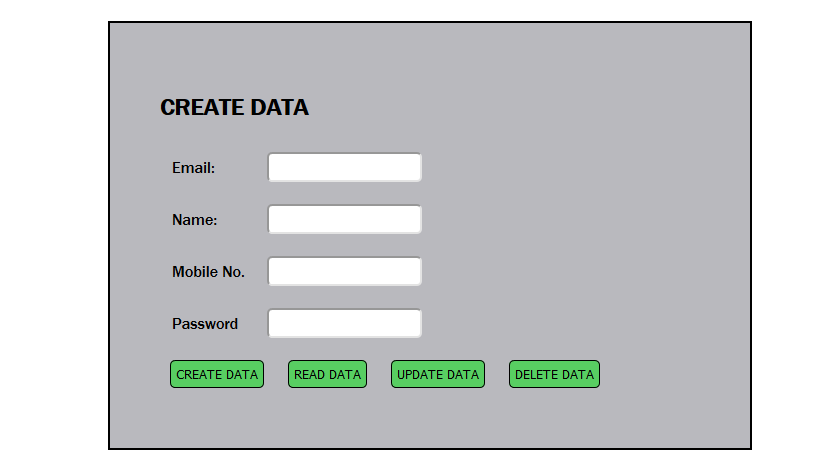 CREATE DATA
Email:
Name:
Mobile No.
Password
CREATE DATA READ DATA UPDATE DATA DELETE DATA